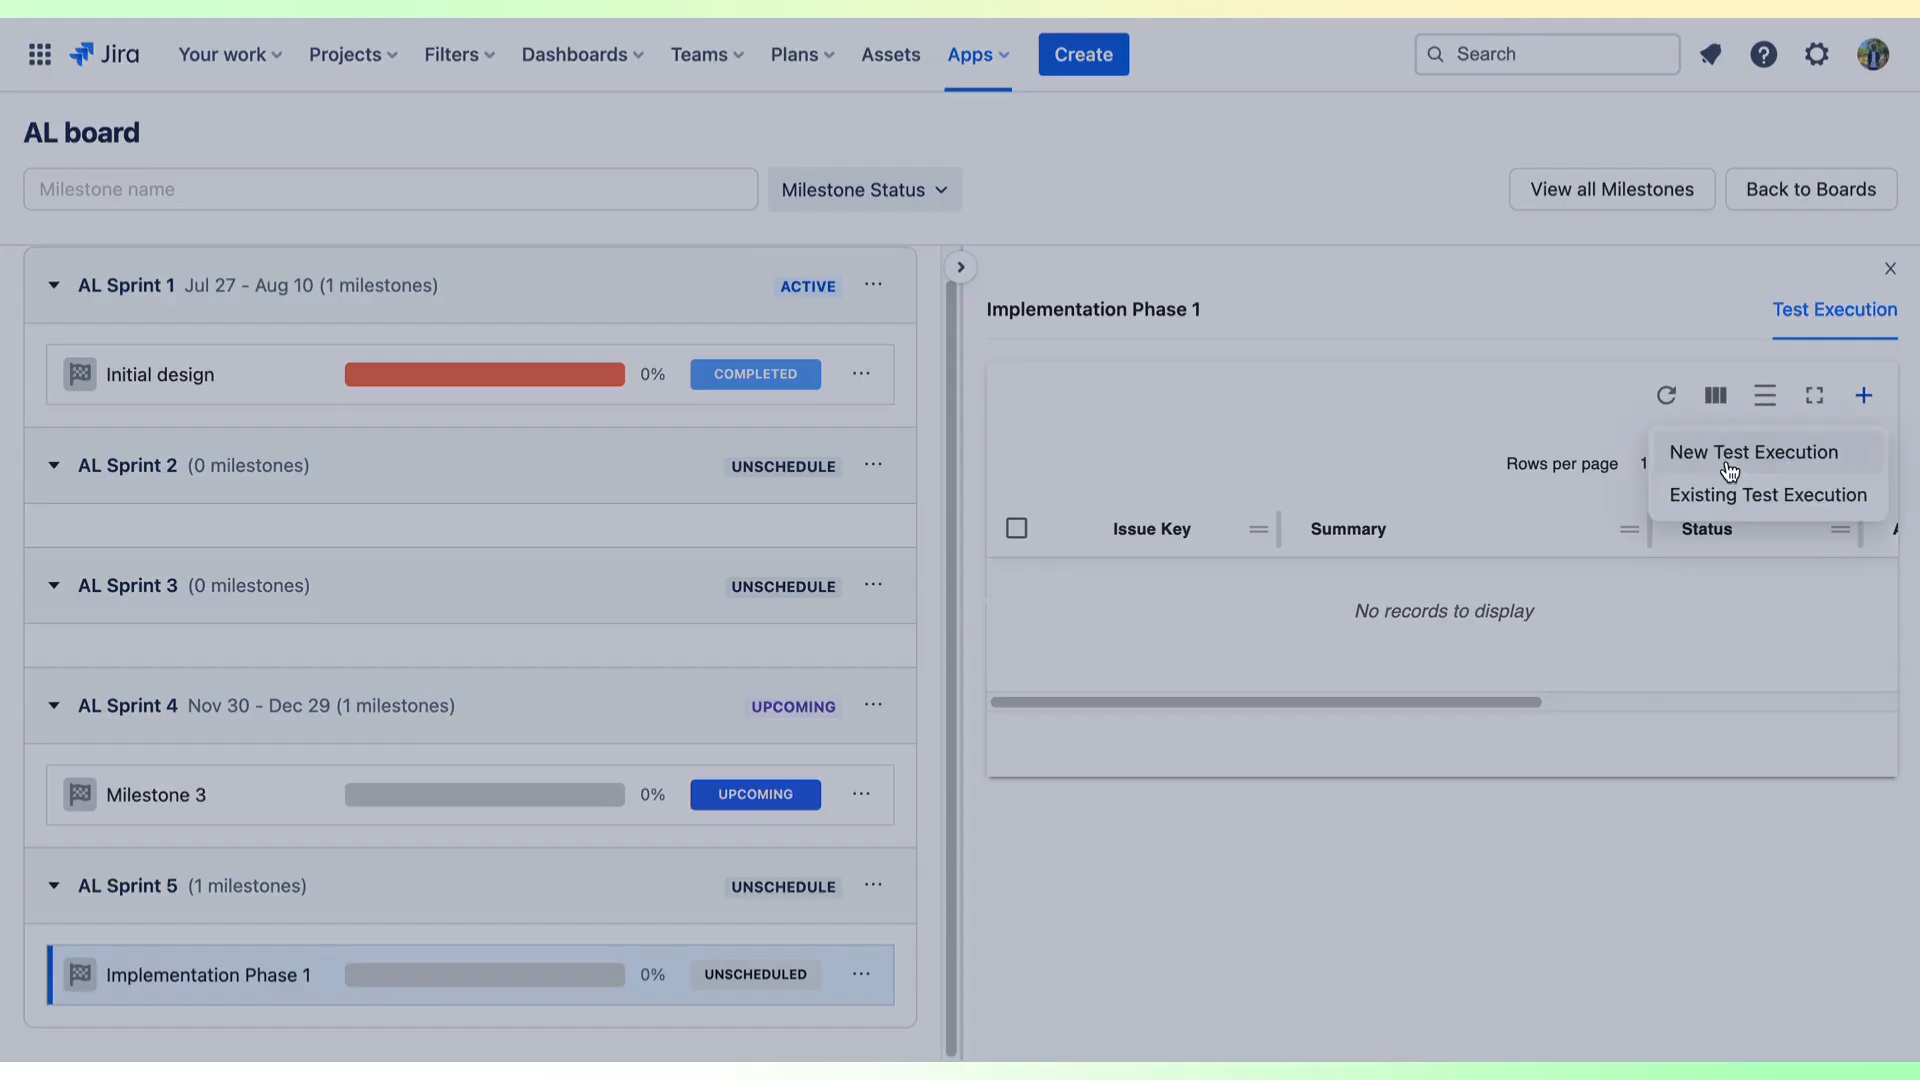 Jira Your work Projects Filters Dashboards Teams Plans Assets Apps Create Search
AL board
Milestone name Milestone Status View all Milestones Back to Boards
AL Sprint 1 Jul 27 - Aug 10 (1 milestones) ACTIVE
Initial design 0% COMPLETED
AL Sprint 2 (0 milestones) UNSCHEDULE
AL Sprint 3 (0 milestones) UNSCHEDULE
AL Sprint 4 Nov 30 - Dec 29 (1 milestones) UPCOMING
Milestone 3 0% UPCOMING
AL Sprint 5 (1 milestones) UNSCHEDULE
Implementation Phase 1 0% UNSCHEDULED
Implementation Phase 1 Test Execution
New Test Execution
Rows per page 1
Existing Test Execution
Issue Key Summary Status
No records to display